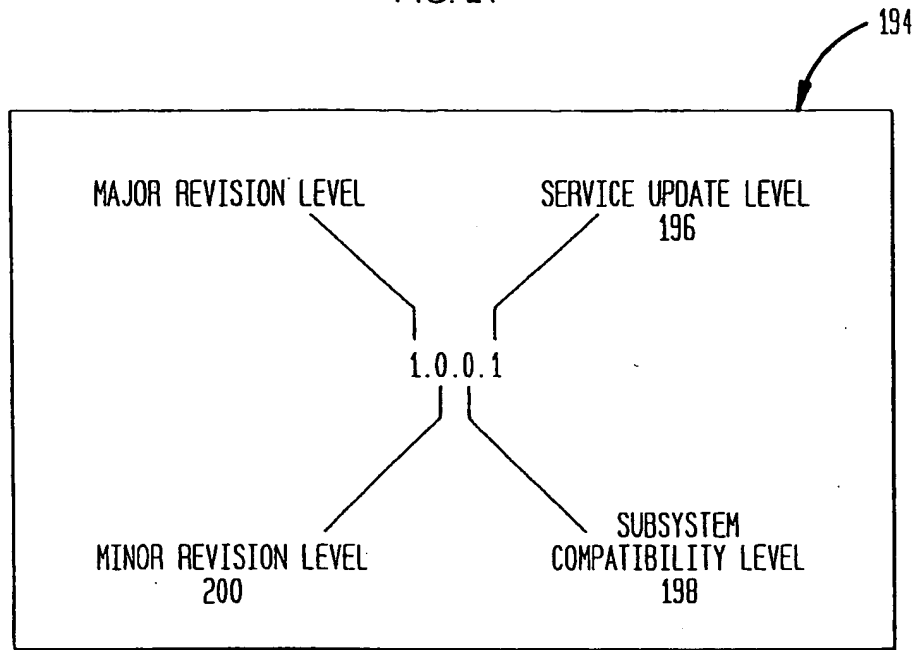 194
MAJOR REVISION LEVEL
SERVICE UPDATE LEVEL
196
1.0.0.1
MINOR REVISION LEVEL
200
SUBSYSTEM
COMPATIBILITY LEVEL
198